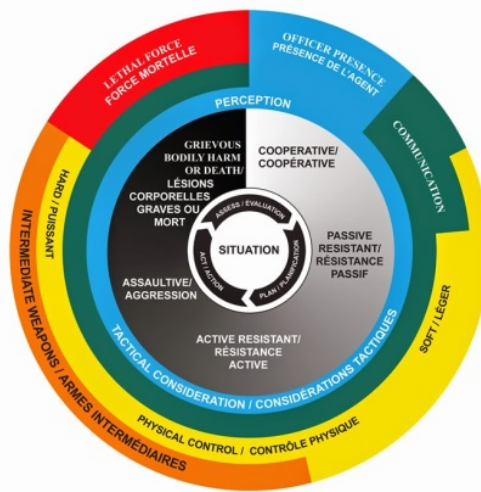 LETHAL FORCE
FORCE MORTELLE
OFFICER PRESENCE
PRÉSENCE DE L'AGENT
COMMUNICATION
PERCEPTION
GRIEVOUS
BODILY HARM
OR DEATH/
LÉSIONS
CORPORELLES
GRAVES OU
MORT
COOPERATIVE/
COOPÉRATIVE
ASSESS / ÉVALUATION
SITUATION
ACT / ACTION
PLAN / PLANIFICATION
PASSIVE
RESISTANT/
RÉSISTANCE
PASSIF
ASSAULTIVE/
AGGRESSION
ACTIVE RESISTANT/
RÉSISTANCE
ACTIVE
TACTICAL CONSIDERATION / CONSIDÉRATIONS TACTIQUES
HARD / PUISSANT
SOFT / LÉGER
PHYSICAL CONTROL / CONTRÔLE PHYSIQUE
INTERMEDIATE WEAPONS / ARMES INTERMÉDIAIRES